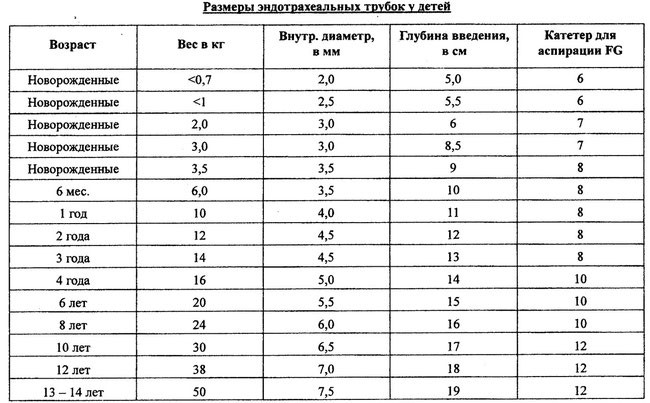 Размеры эндотрахеальных трубок у детей
Возраст Вес в кг Внутр. диаметр, в мм Глубина введения, в см Катетер для аспирации FG
Новорожденные <0,7 2,0 5,0 6
Новорожденные <1 2,5 5,5 6
Новорожденные 2,0 3,0 6 7
Новорожденные 3,0 3,0 8,5 7
Новорожденные 3,5 3,5 9 8
6 мес. 6,0 3,5 10 8
1 год 10 4,0 11 8
2 года 12 4,5 12 8
3 года 14 4,5 13 8
4 года 16 5,0 14 10
6 лет 20 5,5 15 10
8 лет 24 6,0 16 10
10 лет 30 6,5 17 12
12 лет 38 7,0 18 12
13 – 14 лет 50 7,5 19 12